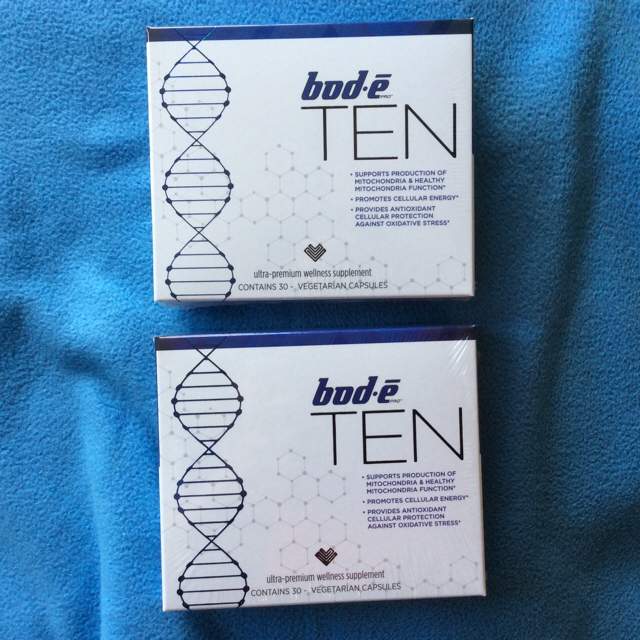 bod·ē
PRO™
TEN
• SUPPORTS PRODUCTION OF
MITOCHONDRIA & HEALTHY
MITOCHONDRIA FUNCTION*
• PROMOTES CELLULAR ENERGY*
• PROVIDES ANTIOXIDANT
CELLULAR PROTECTION
AGAINST OXIDATIVE STRESS*
ultra-premium wellness supplement
CONTAINS 30 - VEGETARIAN CAPSULES
bod·ē
PRO™
TEN
• SUPPORTS PRODUCTION OF
MITOCHONDRIA & HEALTHY
MITOCHONDRIA FUNCTION*
• PROMOTES CELLULAR ENERGY*
• PROVIDES ANTIOXIDANT
CELLULAR PROTECTION
AGAINST OXIDATIVE STRESS*
ultra-premium wellness supplement
CONTAINS 30 - VEGETARIAN CAPSULES